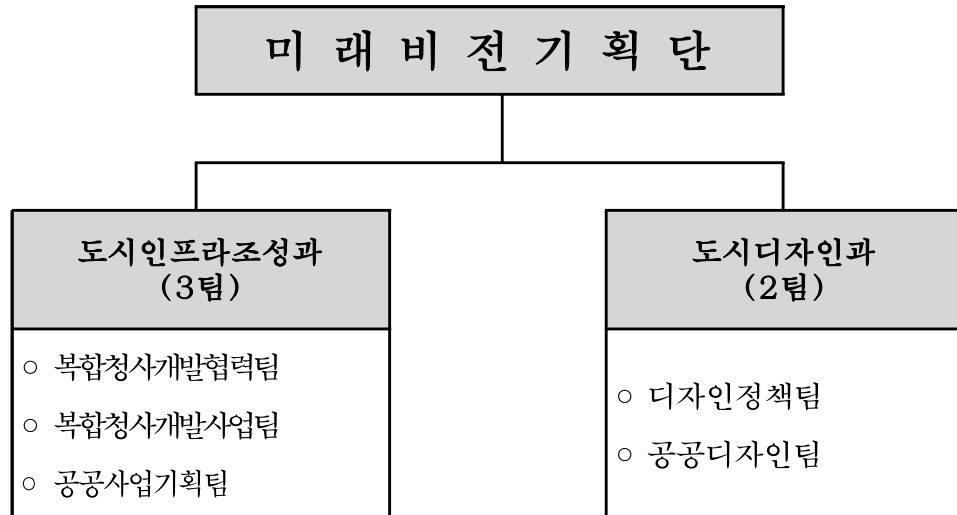 미 래 비 전 기 획 단
도시인프라조성과
(3팀)
○ 복합청사개발협력팀
○ 복합청사개발사업팀
○ 공공사업기획팀
도시디자인과
(2팀)
○ 디자인정책팀
○ 공공디자인팀